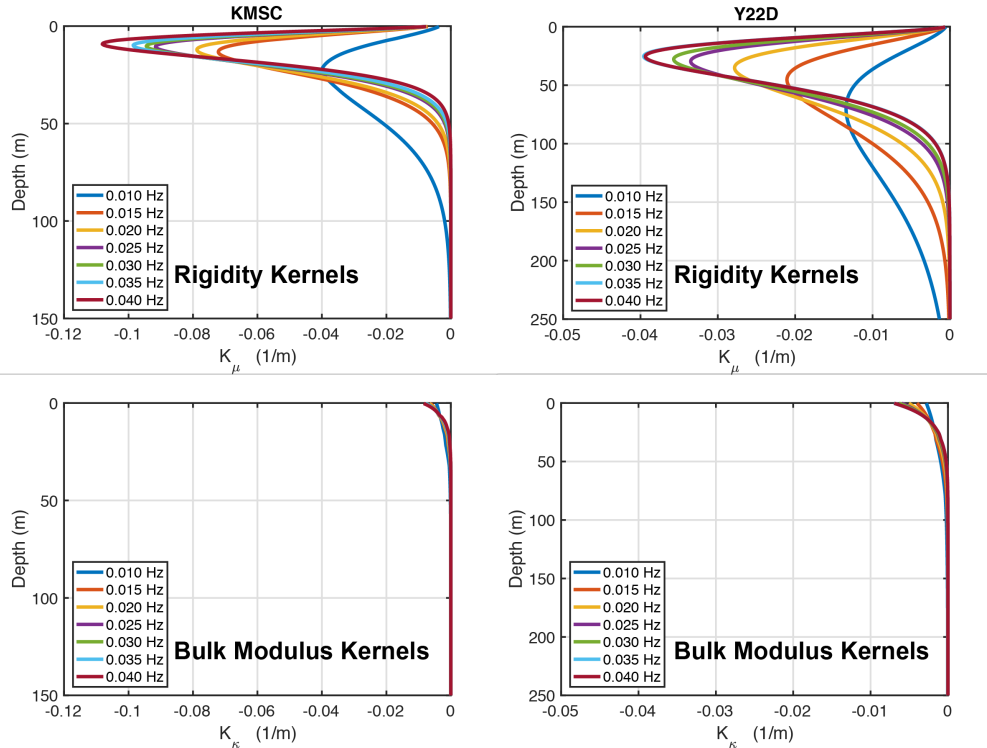 KMSC
0
50
100
150
Depth (m)
0.010 Hz
0.015 Hz
0.020 Hz
0.025 Hz
0.030 Hz
0.035 Hz
0.040 Hz
Rigidity Kernels
-0.12 -0.1 -0.08 -0.06 -0.04 -0.02 0
K_μ (1/m)
Y22D
0
50
100
150
200
250
Depth (m)
0.010 Hz
0.015 Hz
0.020 Hz
0.025 Hz
0.030 Hz
0.035 Hz
0.040 Hz
Rigidity Kernels
-0.05 -0.04 -0.03 -0.02 -0.01 0
K_μ (1/m)
0
50
100
150
Depth (m)
0.010 Hz
0.015 Hz
0.020 Hz
0.025 Hz
0.030 Hz
0.035 Hz
0.040 Hz
Bulk Modulus Kernels
-0.12 -0.1 -0.08 -0.06 -0.04 -0.02 0
K_κ (1/m)
0
50
100
150
200
250
Depth (m)
0.010 Hz
0.015 Hz
0.020 Hz
0.025 Hz
0.030 Hz
0.035 Hz
0.040 Hz
Bulk Modulus Kernels
-0.05 -0.04 -0.03 -0.02 -0.01 0
K_κ (1/m)